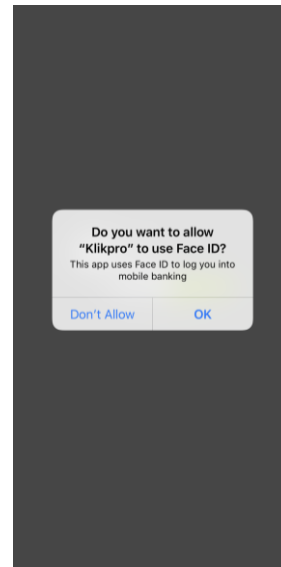 Do you want to allow
“Klikpro” to use Face ID?
This app uses Face ID to log you into
mobile banking
Don’t Allow
OK